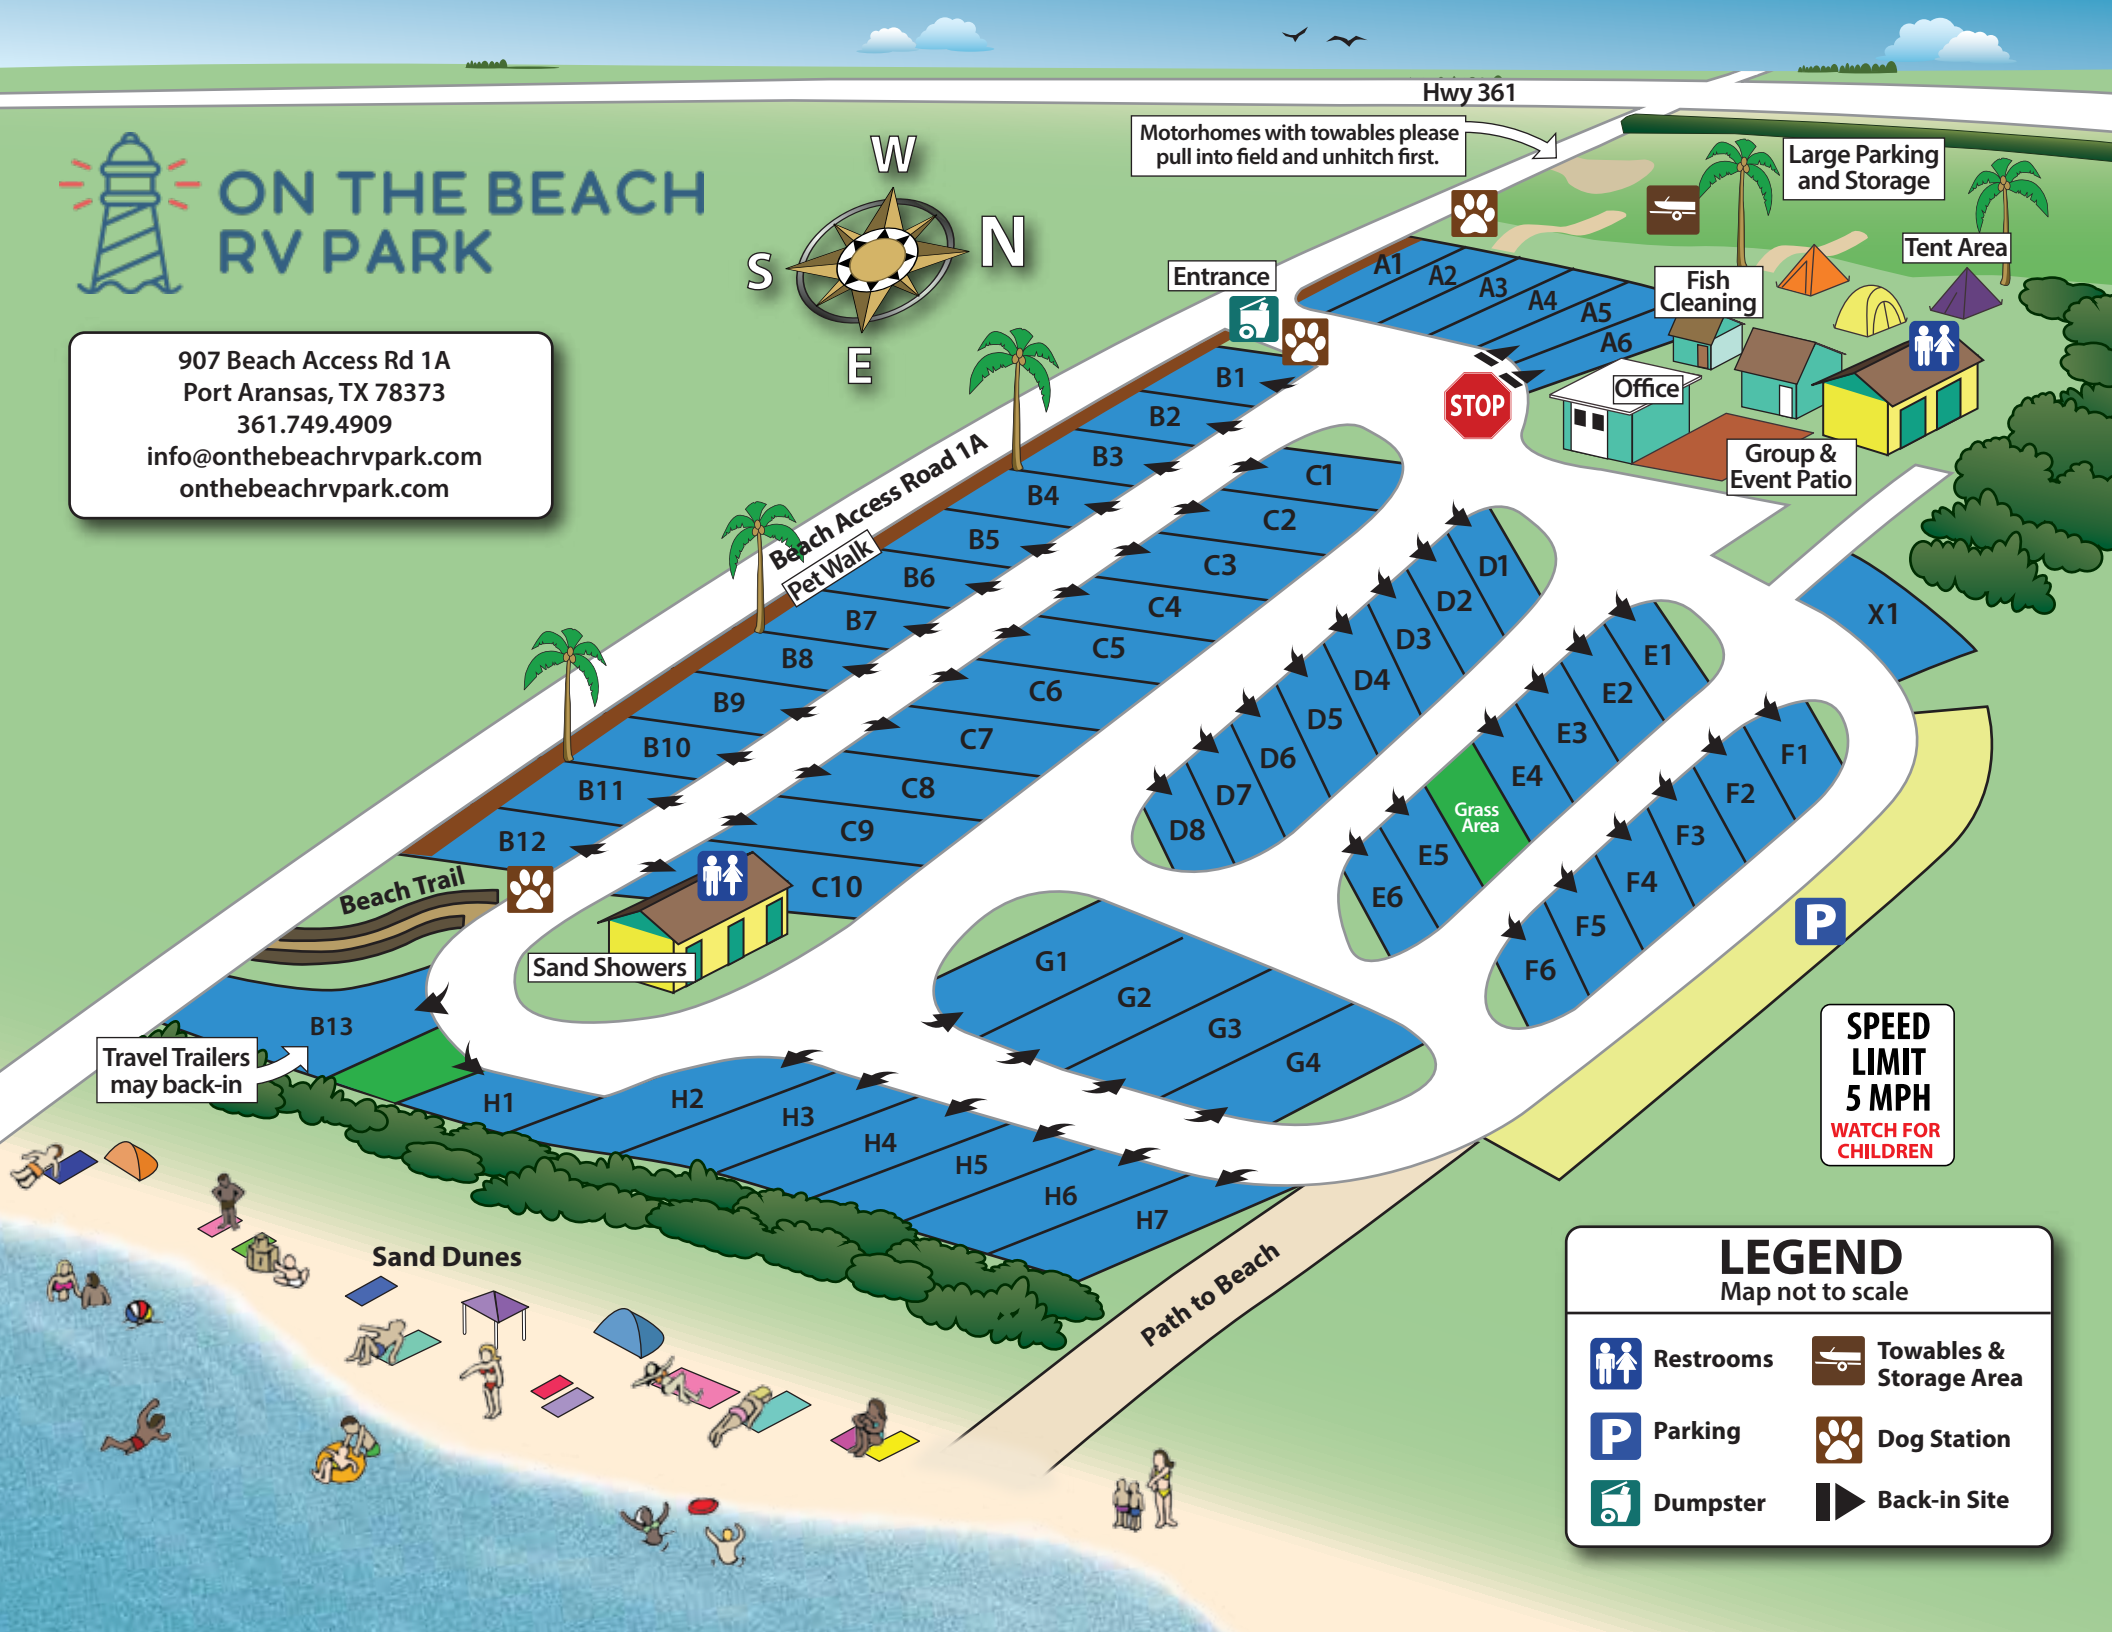 Hwy 361
Motorhomes with towables please
pull into field and unhitch first.
ON THE BEACH
RV PARK
W
N
S
E
907 Beach Access Rd 1A
Port Aransas, TX 78373
361.749.4909
info@onthebeachrvpark.com
onthebeachrvpark.com
Large Parking
and Storage
Tent Area
Fish
Cleaning
Entrance
Office
Group &
Event Patio
STOP
A1
A2
A3
A4
A5
A6
Beach Access Road 1A
Pet Walk
B1
B2
B3
B4
B5
B6
B7
B8
B9
B10
B11
B12
B13
C1
C2
C3
C4
C5
C6
C7
C8
C9
C10
D1
D2
D3
D4
D5
D6
D7
D8
E1
E2
E3
E4
Grass
Area
E5
E6
F1
F2
F3
F4
F5
F6
X1
P
Beach Trail
Sand Showers
G1
G2
G3
G4
Travel Trailers
may back-in
H1
H2
H3
H4
H5
H6
H7
Sand Dunes
Path to Beach
SPEED
LIMIT
5 MPH
WATCH FOR
CHILDREN
LEGEND
Map not to scale
Restrooms
Towables &
Storage Area
P
Parking
Dog Station
Dumpster
Back-in Site